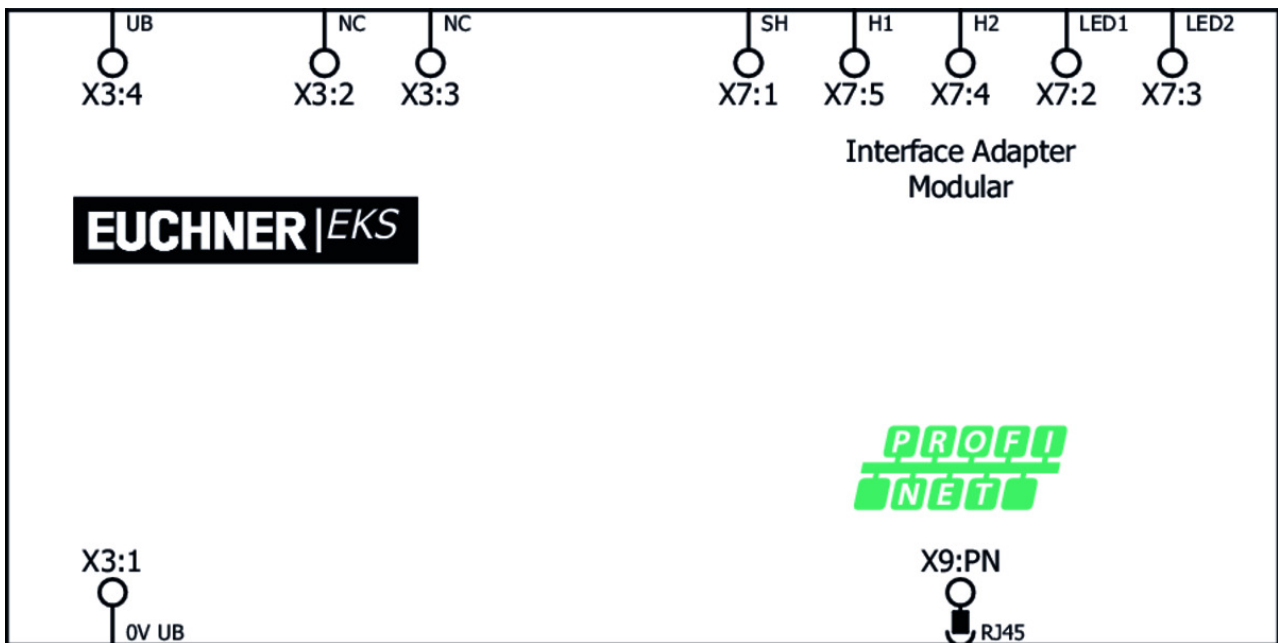 UB NC NC SH H1 H2 LED1 LED2
X3:4 X3:2 X3:3 X7:1 X7:5 X7:4 X7:2 X7:3
Interface Adapter
Modular
EUCHNER EKS
PROFI
NET
X3:1 X9:PN
0V UB RJ45